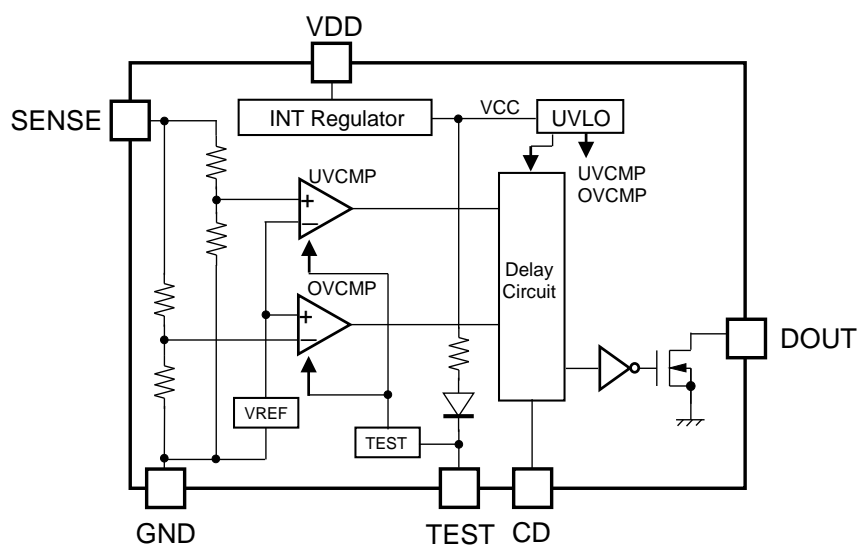 VDD
SENSE
INT Regulator
VCC
UVLO
UVCMP
OVCMP
UVCMP
+
−
Delay
Circuit
OVCMP
+
−
DOUT
VREF
TEST
GND
TEST
CD